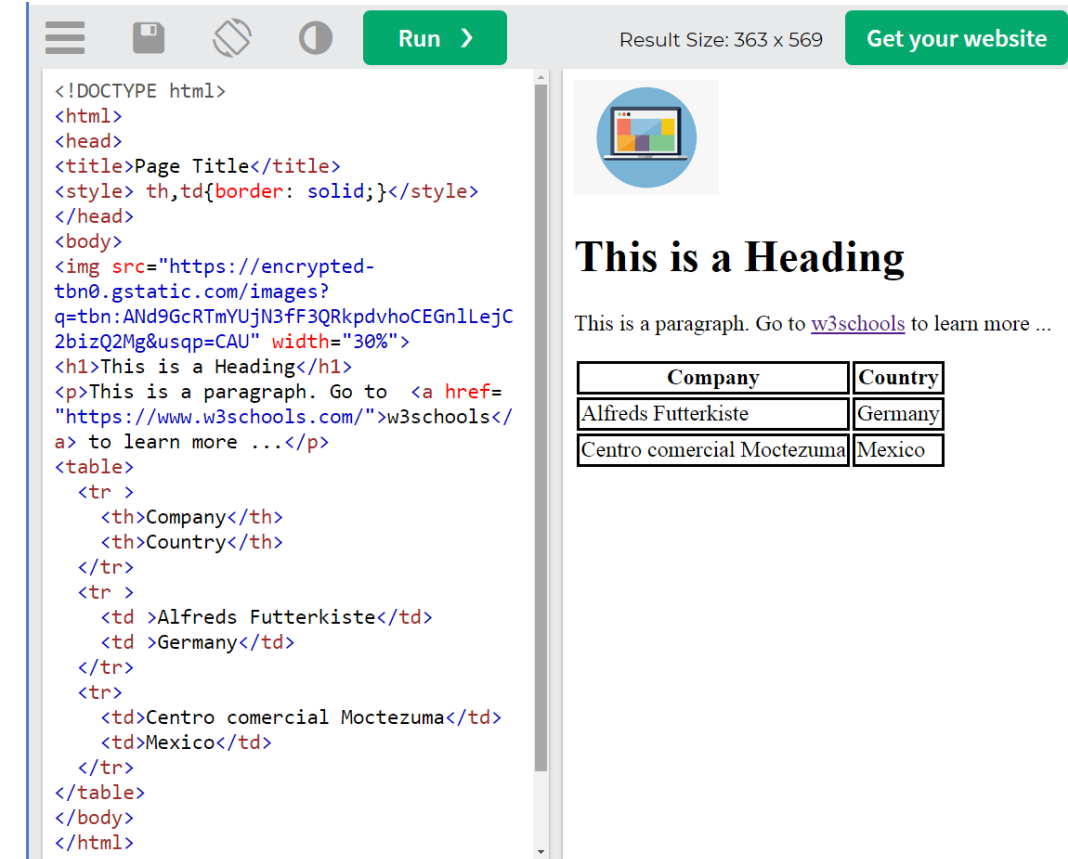 Run ❯
Result Size: 363 x 569
Get your website
<!DOCTYPE html>
<html>
<head>
<title>Page Title</title>
<style> th,td{border: solid;}</style>
</head>
<body>
<img src="https://encrypted-
tbn0.gstatic.com/images?
q=tbn:ANd9GcRTmYUjN3fF3QRkpdvhoCEGnlLejC
2bizQ2Mg&usqp=CAU" width="30%">
<h1>This is a Heading</h1>
<p>This is a paragraph. Go to  <a href=
"https://www.w3schools.com/">w3schools</
a> to learn more ...</p>
<table>
  <tr >
    <th>Company</th>
    <th>Country</th>
  </tr>
  <tr >
    <td >Alfreds Futterkiste</td>
    <td >Germany</td>
  </tr>
  <tr>
    <td>Centro comercial Moctezuma</td>
    <td>Mexico</td>
  </tr>
</table>
</body>
</html>
This is a Heading
This is a paragraph. Go to w3schools to learn more ...
Company Country
Alfreds Futterkiste Germany
Centro comercial Moctezuma Mexico